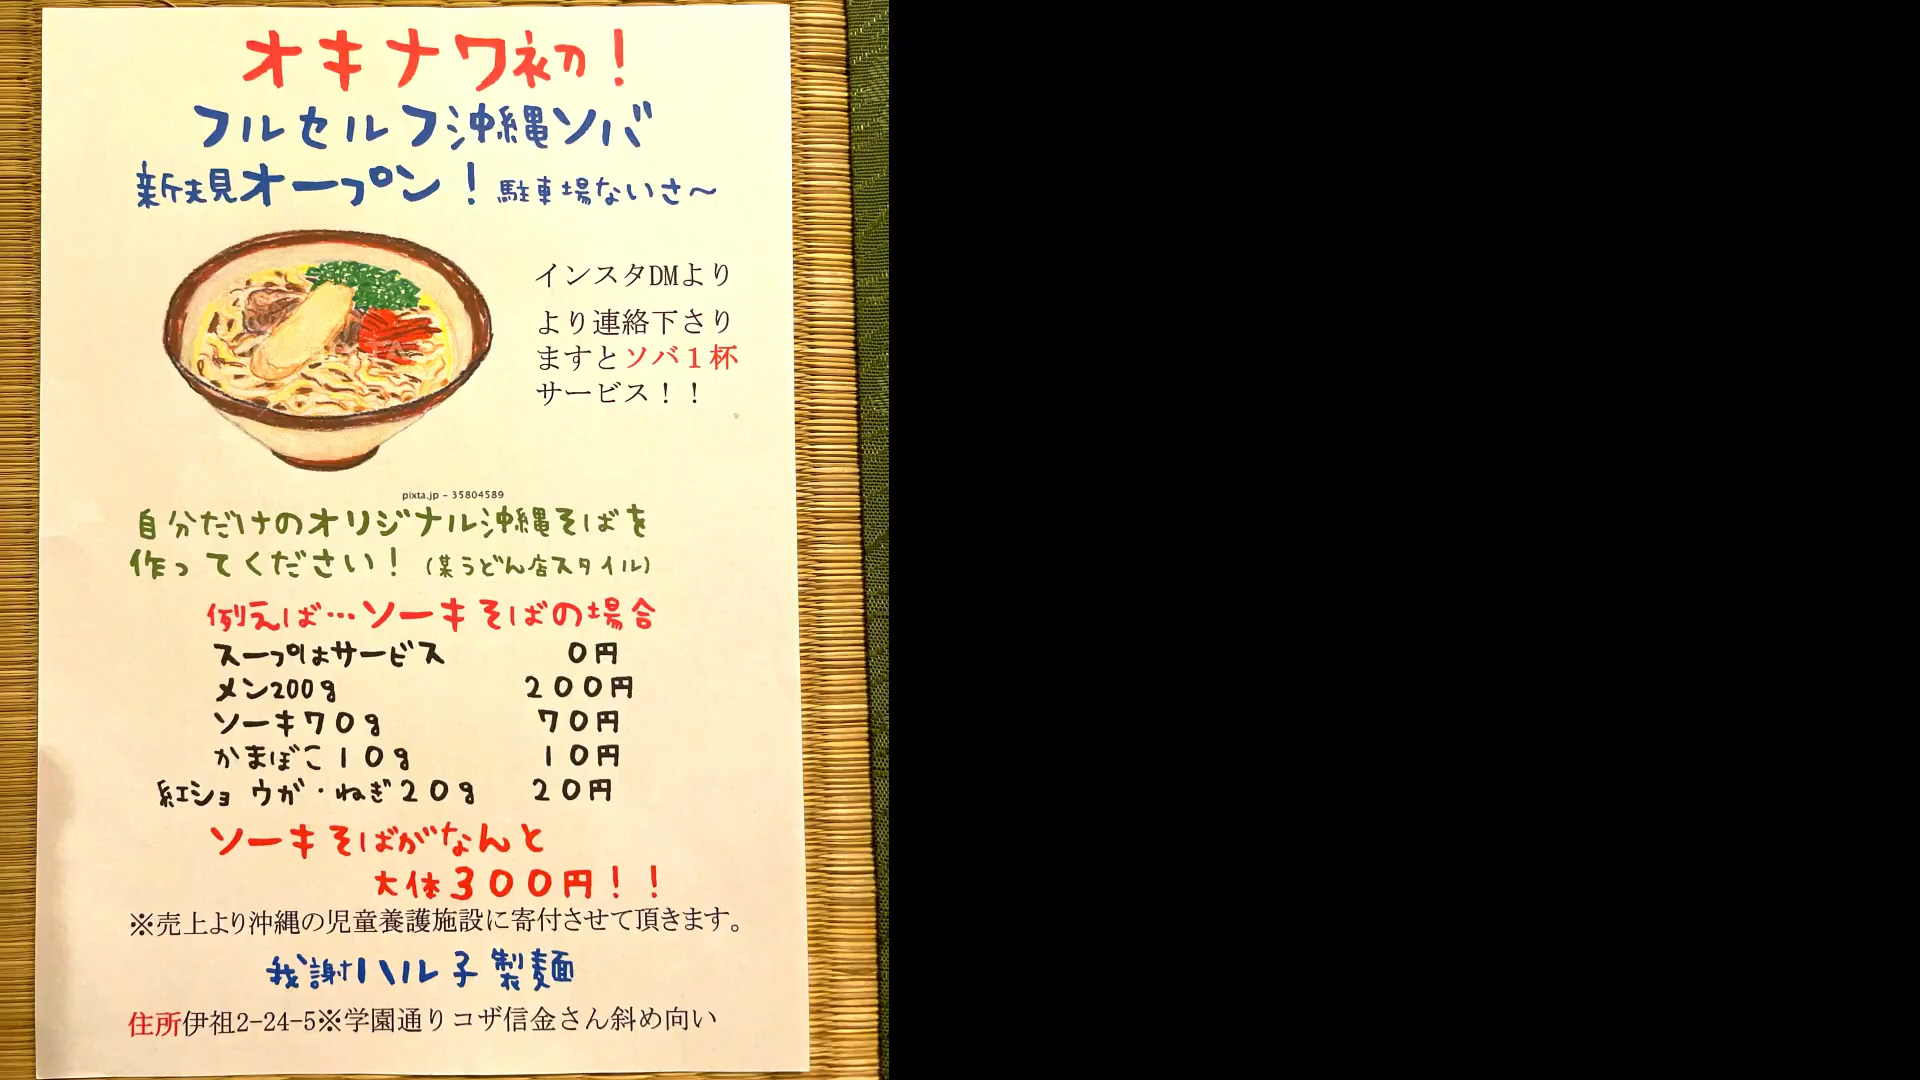 オキナワ初！
フルセルフ沖縄ソバ
新規オープン！駐車場ないさ～
インスタDMより
より連絡下さり
ますとソバ１杯
サービス！！
pixta.jp - 35804589
自分だけのオリジナル沖縄そばを
作ってください！（某うどん店スタイル）
例えば…ソーキそばの場合
スープはサービス 0円
メン200g 200円
ソーキ70g 70円
かまぼこ10g 10円
紅ショウガ・ねぎ20g 20円
ソーキそばがなんと
大体300円！！
※売上より沖縄の児童養護施設に寄付させて頂きます。
我謝ハル子製麺
住所伊祖2-24-5※学園通りコザ信金さん斜め向い